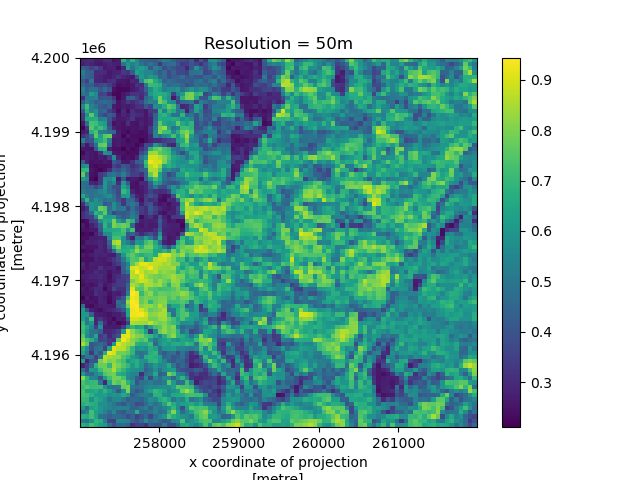 Resolution = 50m
1e6
4.200
4.199
4.198
4.197
4.196
y coordinate of projection
[metre]
258000 259000 260000 261000
x coordinate of projection
[metre]
0.9
0.8
0.7
0.6
0.5
0.4
0.3